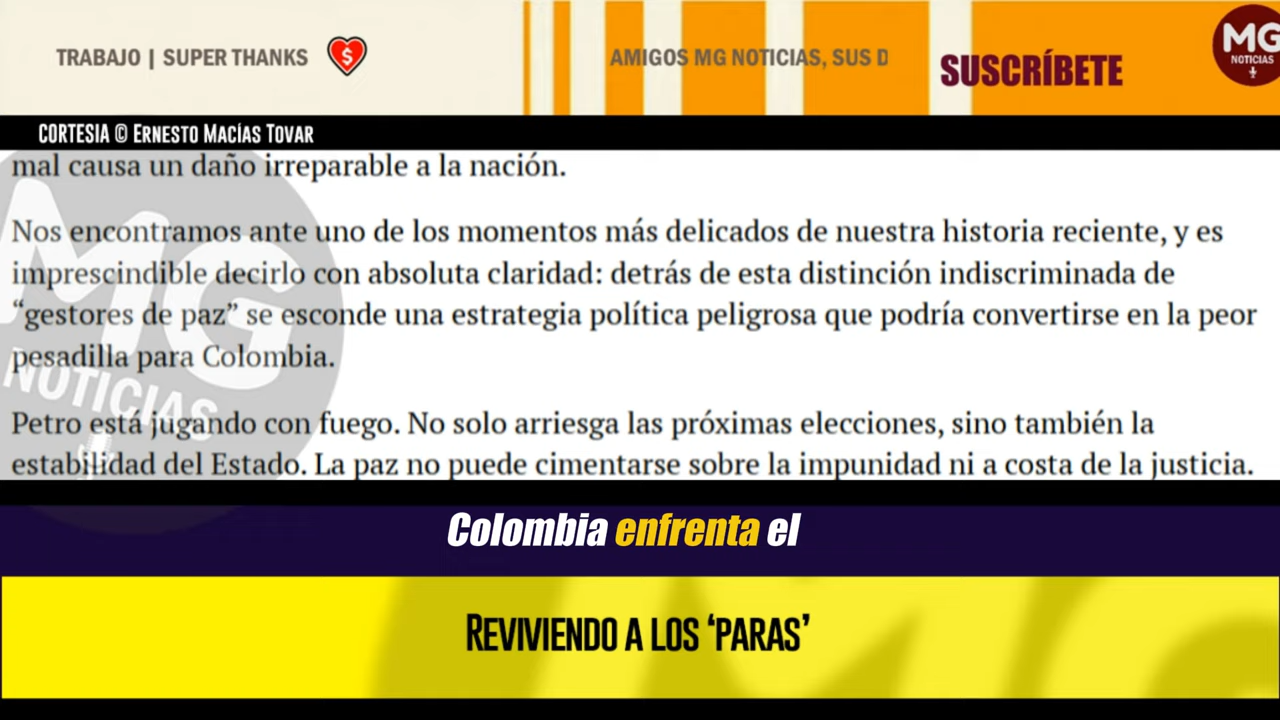 TRABAJO | SUPER THANKS
AMIGOS MG NOTICIAS, SUS D
SUSCRÍBETE
MG
NOTICIAS
CORTESIA © ERNESTO MACÍAS TOVAR
mal causa un daño irreparable a la nación.
Nos encontramos ante uno de los momentos más delicados de nuestra historia reciente, y es
imprescindible decirlo con absoluta claridad: detrás de esta distinción indiscriminada de
“gestores de paz” se esconde una estrategia política peligrosa que podría convertirse en la peor
pesadilla para Colombia.
Petro está jugando con fuego. No solo arriesga las próximas elecciones, sino también la
estabilidad del Estado. La paz no puede cimentarse sobre la impunidad ni a costa de la justicia.
MG
NOTICIAS
Colombia enfrenta el
REVIVIENDO A LOS ‘PARAS’